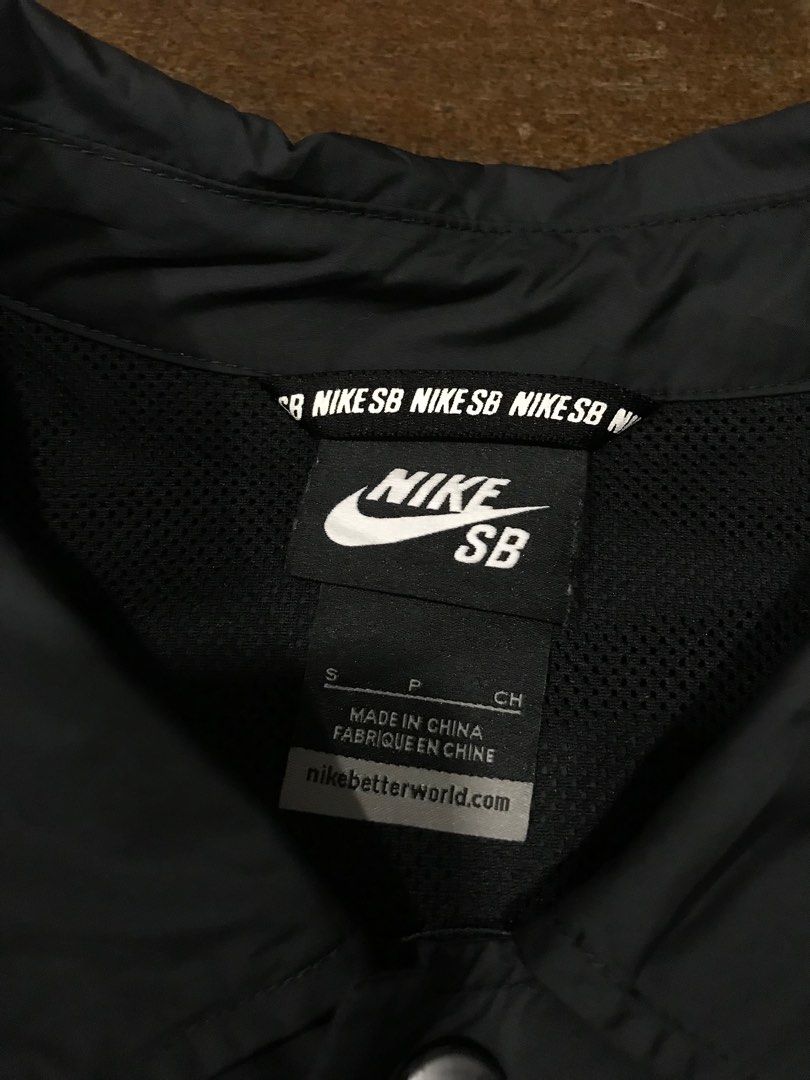 SB NIKE SB NIKE SB NIKE SB
NIKE
SB
S P CH
MADE IN CHINA
FABRIQUE EN CHINE
nikebetterworld.com